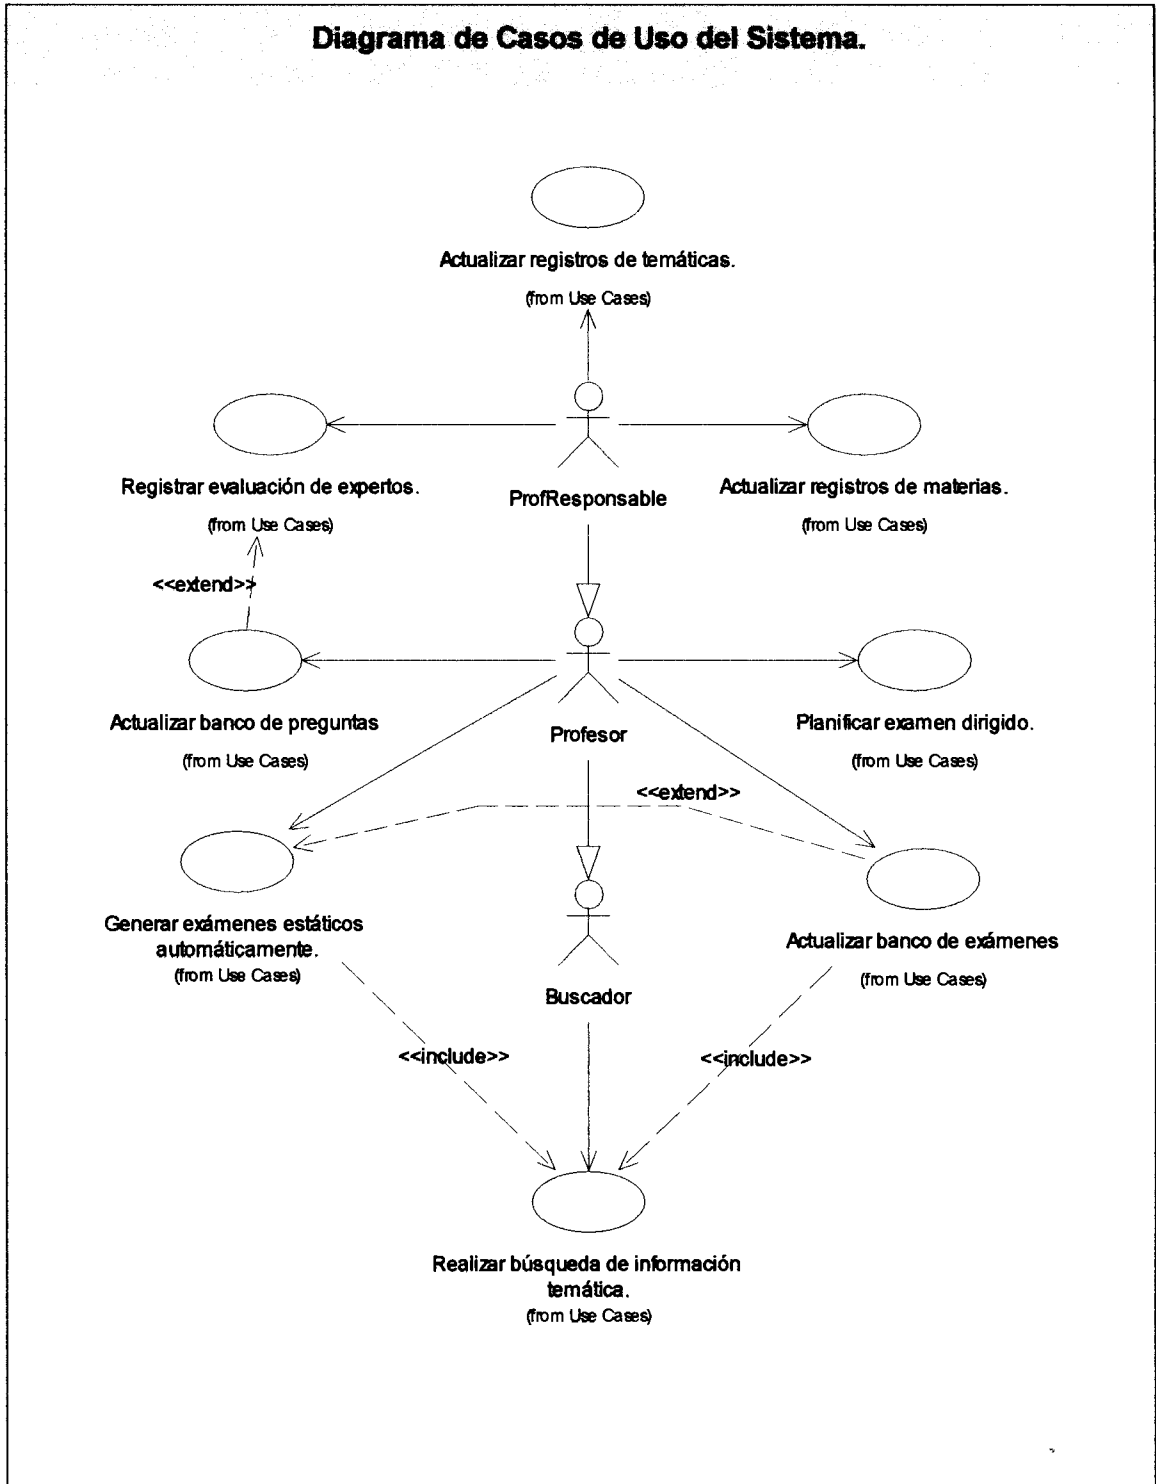 Diagrama de Casos de Uso del Sistema.
Actualizar registros de temáticas.
(from Use Cases)
Registrar evaluación de expertos.
(from Use Cases)
ProfResponsable
Actualizar registros de materias.
(from Use Cases)
<<extend>>
Actualizar banco de preguntas
(from Use Cases)
Profesor
Planificar examen dirigido.
(from Use Cases)
<<extend>>
Generar exámenes estáticos
automáticamente.
(from Use Cases)
Buscador
Actualizar banco de exámenes
(from Use Cases)
<<include>>
<<include>>
Realizar búsqueda de información
temática.
(from Use Cases)